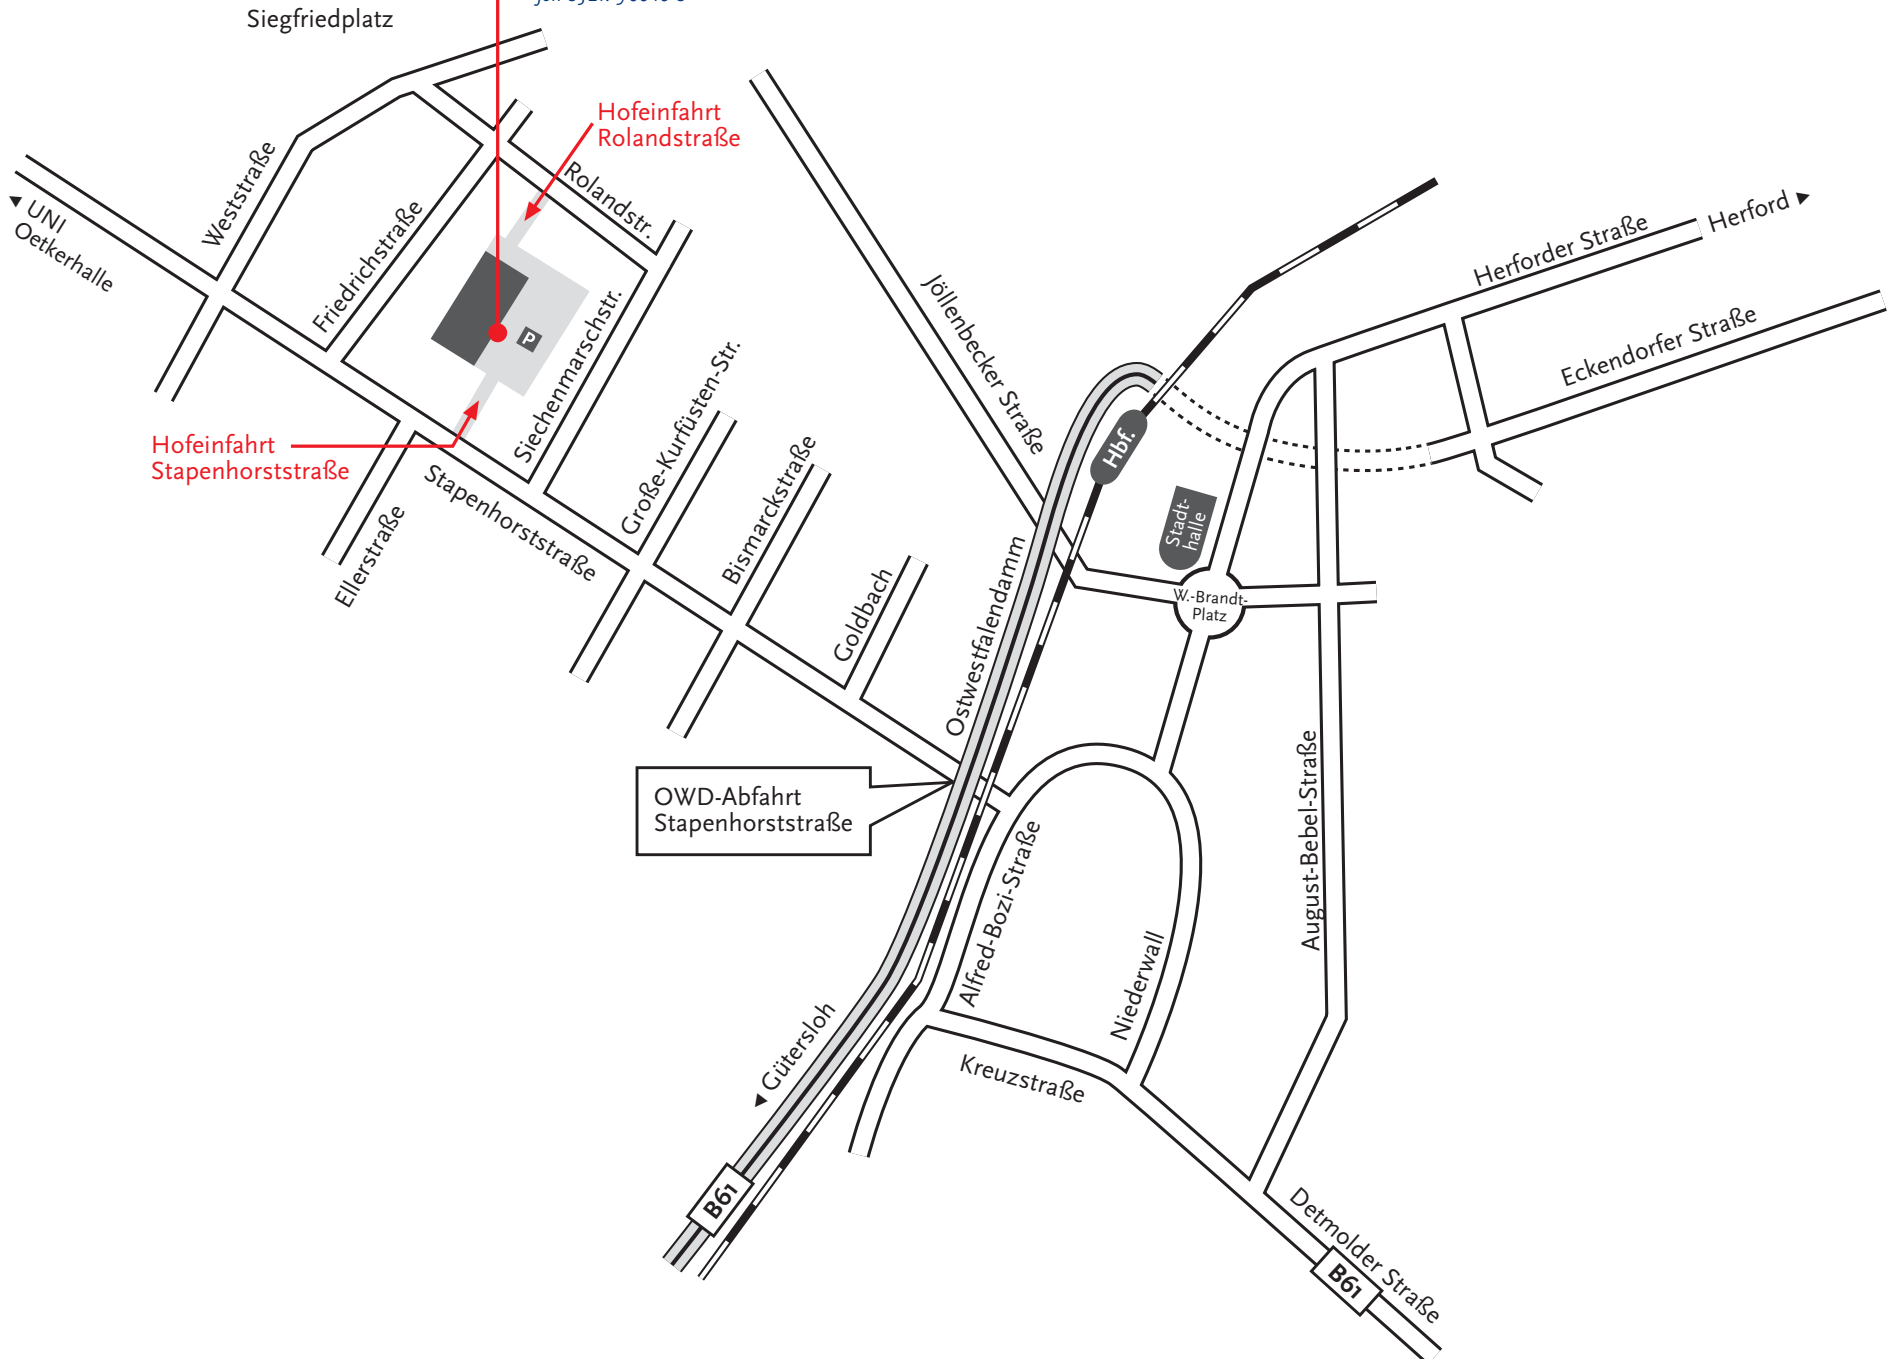 Siegfriedplatz
Hofeinfahrt
Rolandstraße
Rolandstr.
Weststraße
UNI
Oetkerhalle
Friedrichstraße
P
Siechenmarschstr.
Hofeinfahrt
Stapenhorststraße
Ellerstraße
Stapenhorststraße
Große-Kurfüsten-Str.
Bismarckstraße
Goldbach
Jöllenbecker Straße
Herford
Herforder Straße
Eckendorfer Straße
Hbf.
Stadt-
halle
W.-Brandt-
Platz
Ostwestfalendamm
OWD-Abfahrt
Stapenhorststraße
August-Bebel-Straße
Alfred-Bozi-Straße
Niederwall
Gütersloh
Kreuzstraße
B61
Detmolder Straße
B61